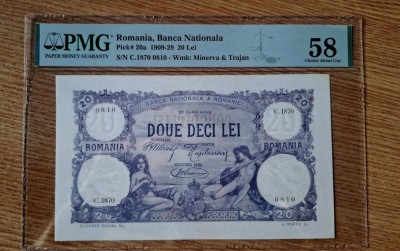 PMG
PAPER MONEY GUARANTY
Romania, Banca Nationala
Pick# 20a 1909-29 20 Lei
S/N C.1870 0810 - Wmk: Minerva & Trajan
58
Choice About Unc
20
BANCA NATIONALA A ROMANIEI
20
0810
C.1870
DOUE DECI LEI
ROMANIA
ROMANIA
C.1870
0810
20
20